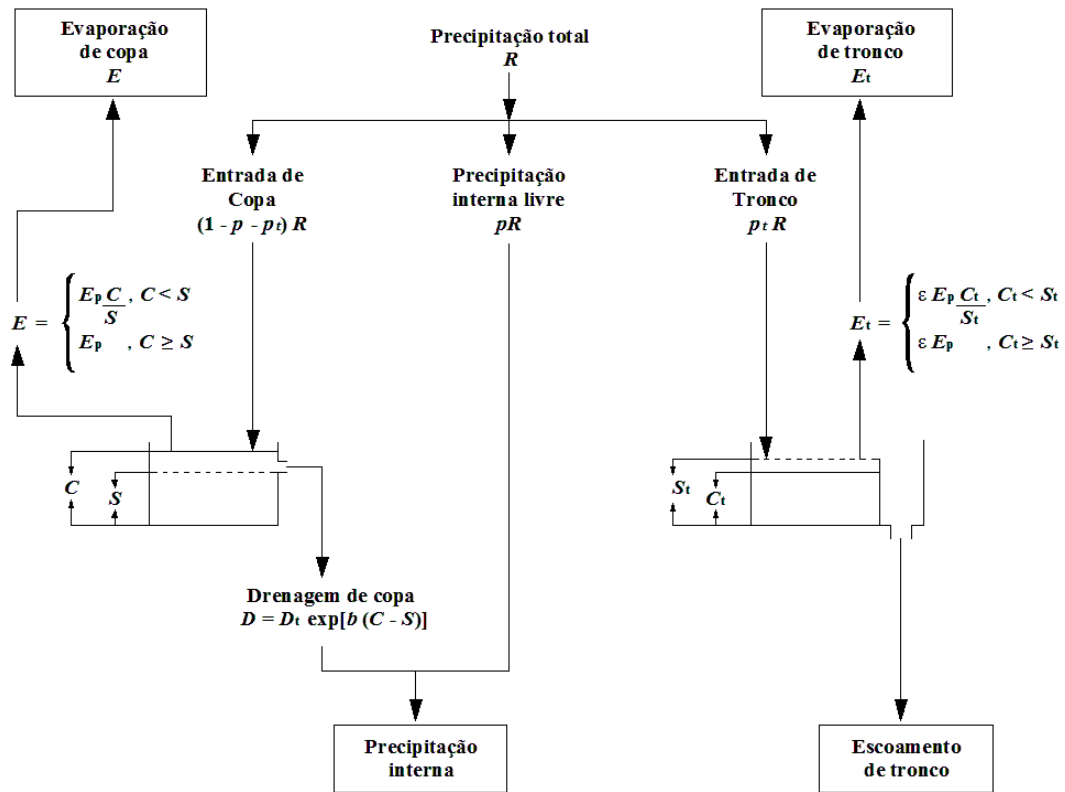 Evaporação
de copa
E
Precipitação total
R
Evaporação
de tronco
Et
Entrada de
Copa
(1 - p - pt) R
Precipitação
interna livre
pR
Entrada de
Tronco
pt R
E = { Ep C/S , C < S
Ep , C ≥ S
Et = { ε Ep Ct/St , Ct < St
ε Ep , Ct ≥ St
C
S
St
Ct
Drenagem de copa
D = Dt exp[b (C - S)]
Precipitação
interna
Escoamento
de tronco